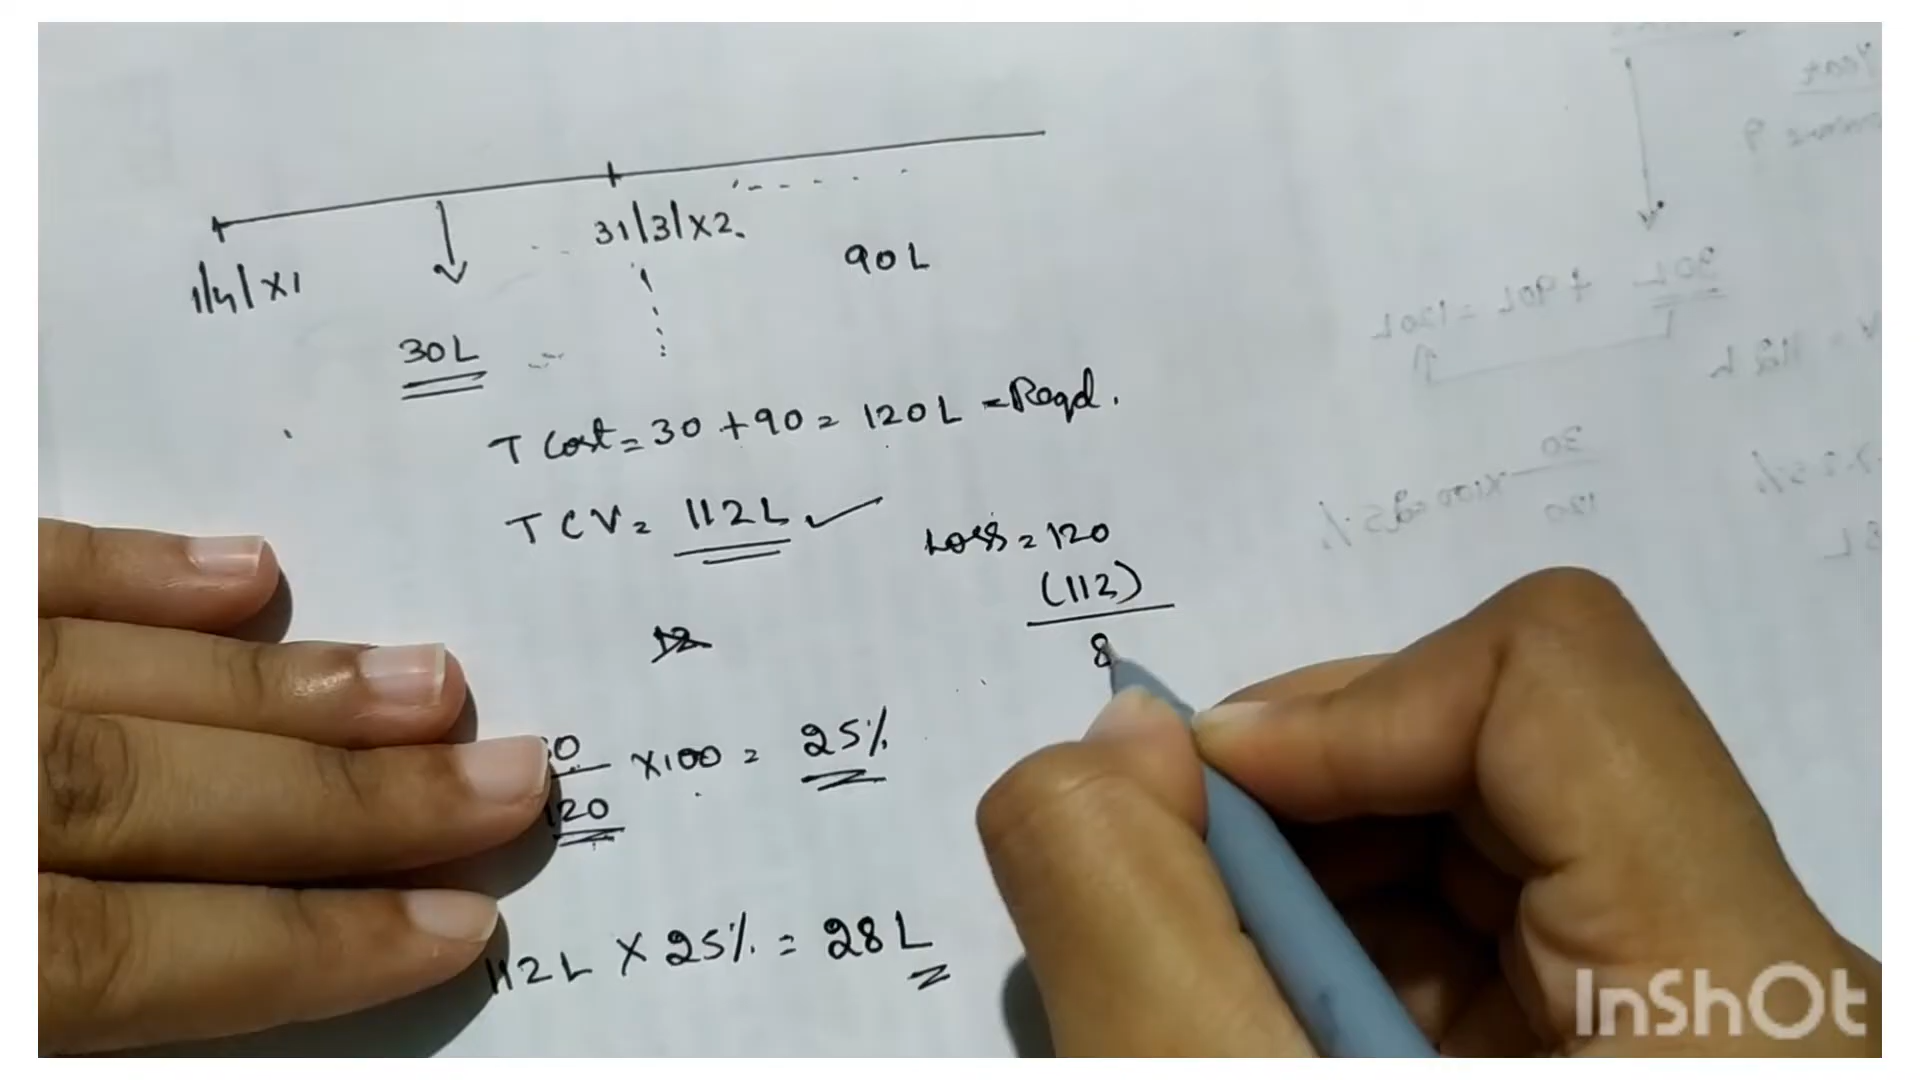 1/4/X1
31/3/X2.
90L
30L
T Cost = 30 + 90 = 120L - Reqd.
TCV = 112L ✓
Loss = 120
(112)
8
0
120
X100 = 25%
112L X 25% = 28L
InShOt